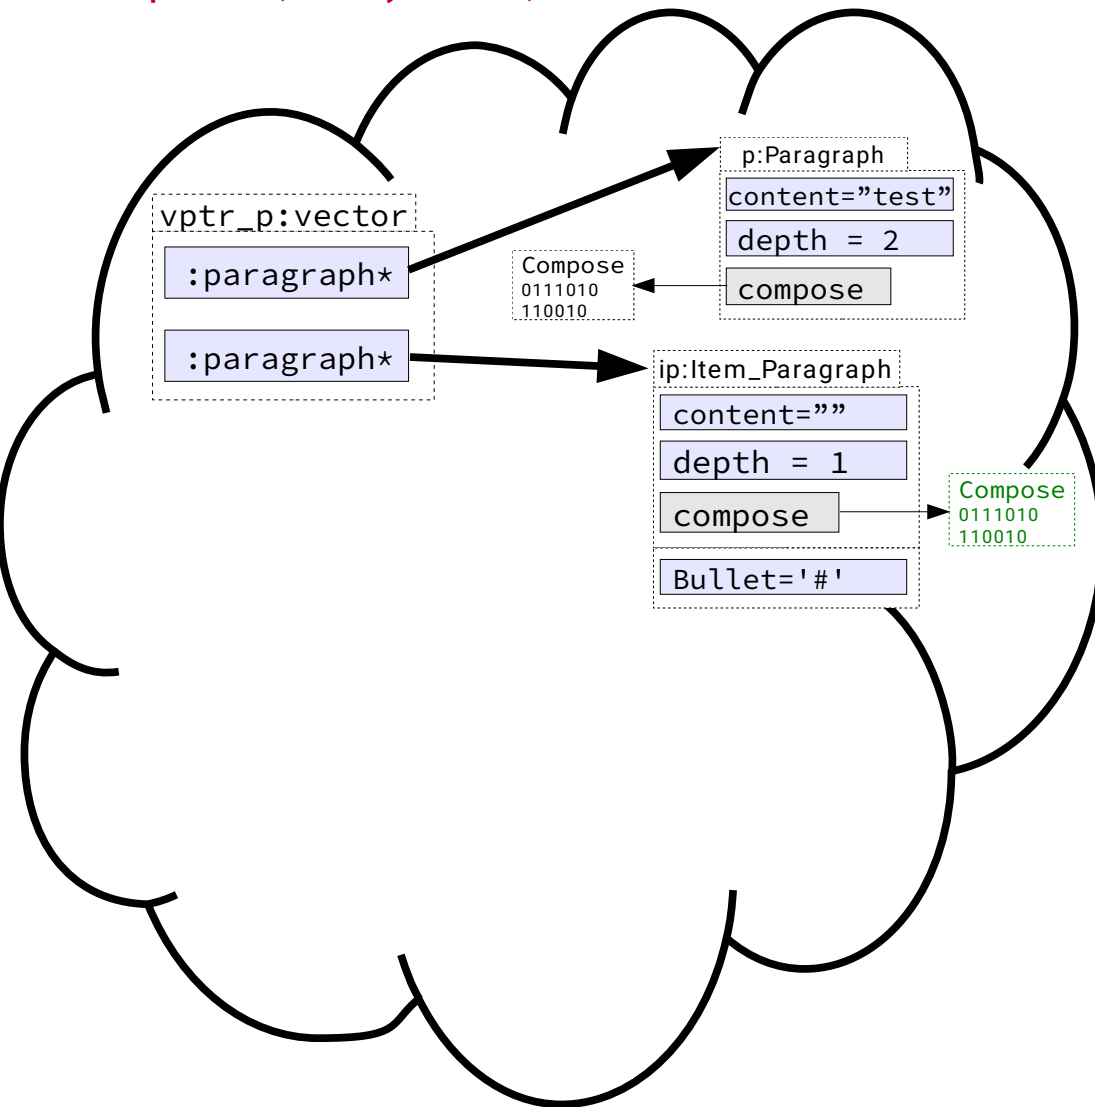 vptr_p:vector
:paragraph*
:paragraph*
p:Paragraph
content=”test”
depth = 2
compose
Compose
0111010
110010
ip:Item_Paragraph
content=””
depth = 1
compose
Bullet='#'
Compose
0111010
110010